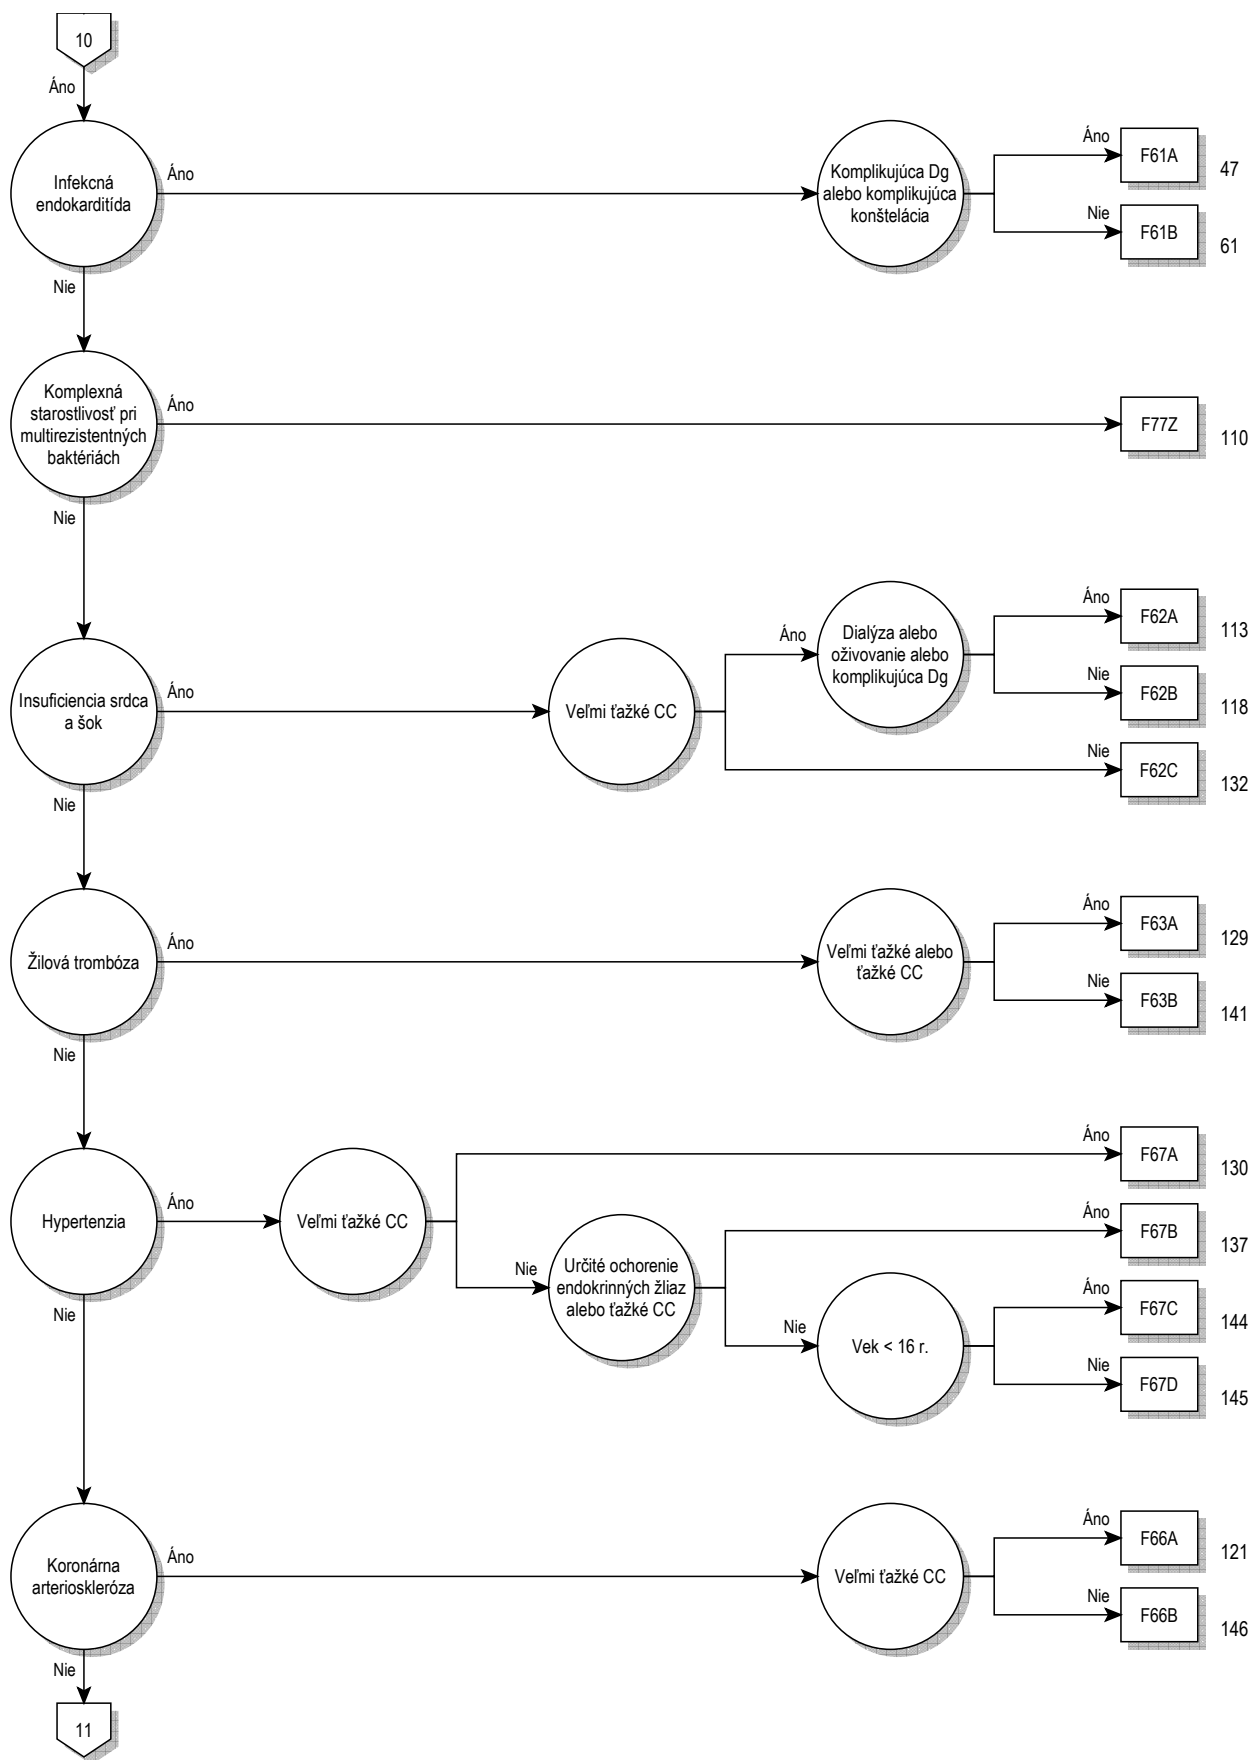 10
Áno
Infekcná
endokarditída
Áno
Komplikujúca Dg
alebo komplikujúca
konštelácia
Áno
F61A
47
Nie
F61B
61
Nie
Komplexná
starostlivosť pri
multirezistentných
baktériách
Áno
F77Z
110
Nie
Insuficiencia srdca
a šok
Áno
Veľmi ťažké CC
Áno
Dialýza alebo
oživovanie alebo
komplikujúca Dg
Áno
F62A
113
Nie
F62B
118
Nie
F62C
132
Nie
Žilová trombóza
Áno
Veľmi ťažké alebo
ťažké CC
Áno
F63A
129
Nie
F63B
141
Nie
Hypertenzia
Áno
Veľmi ťažké CC
Áno
F67A
130
Nie
Určité ochorenie
endokrinných žliaz
alebo ťažké CC
Áno
F67B
137
Nie
Vek < 16 r.
Áno
F67C
144
Nie
F67D
145
Nie
Koronárna
arterioskleróza
Áno
Veľmi ťažké CC
Áno
F66A
121
Nie
F66B
146
Nie
11